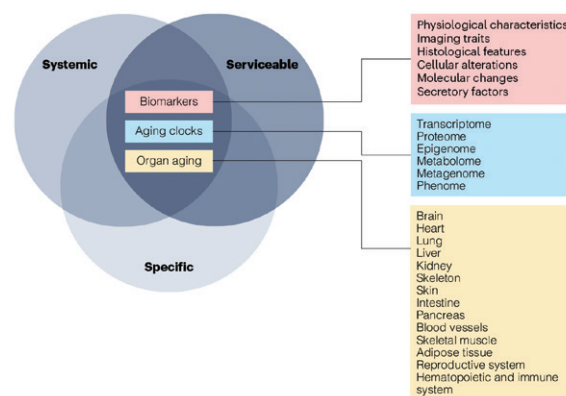 Systemic
Serviceable
Biomarkers
Aging clocks
Organ aging
Specific
Physiological characteristics
Imaging traits
Histological features
Cellular alterations
Molecular changes
Secretory factors
Transcriptome
Proteome
Epigenome
Metabolome
Metagenome
Phenome
Brain
Heart
Lung
Liver
Kidney
Skeleton
Skin
Intestine
Pancreas
Blood vessels
Skeletal muscle
Adipose tissue
Reproductive system
Hematopoietic and immune
system